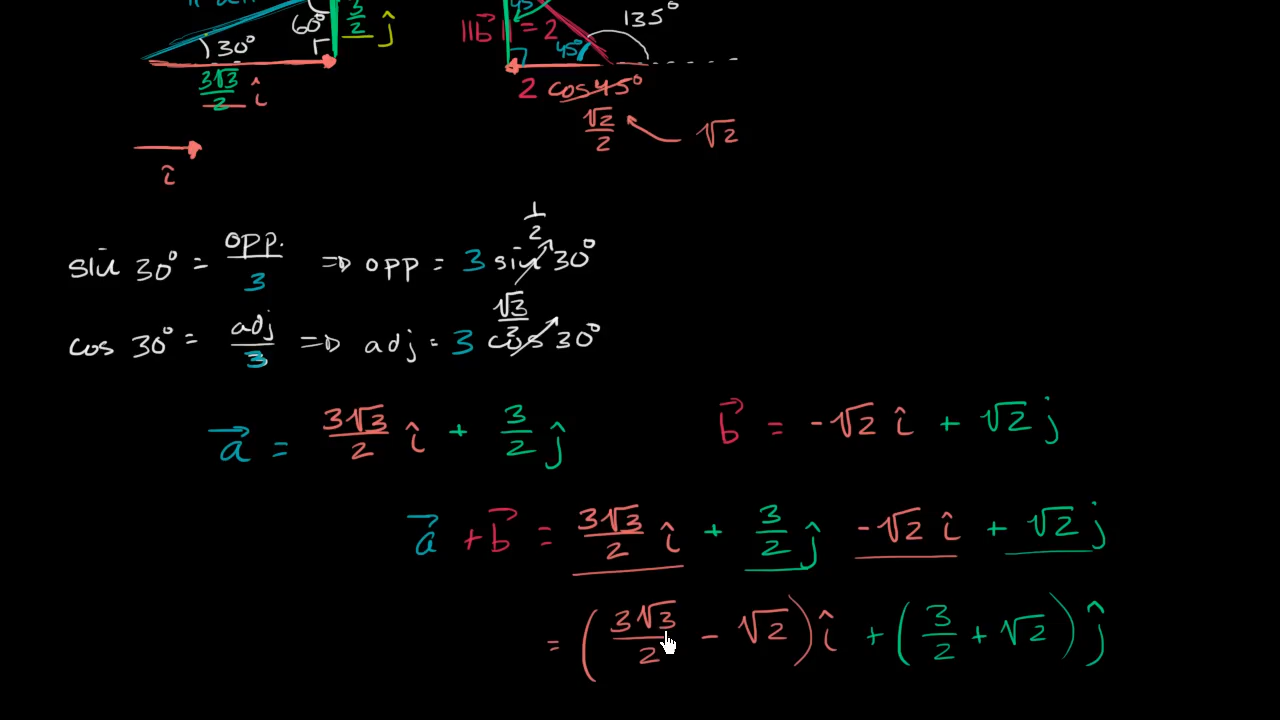 60° 3/2 ĵ
30°
3√3/2 î
||b⃗|| = 2
45°
45°
135°
2 cos45°
√2/2
√2
î
1/2
sin 30° = opp./3 ⇒ opp = 3 sin 30°
√3/2
cos 30° = adj/3 ⇒ adj = 3 cos 30°
a⃗ = 3√3/2 î + 3/2 ĵ
b⃗ = -√2 î + √2 j
a⃗ + b⃗ = 3√3/2 î + 3/2 ĵ -√2 î + √2 j
= (3√3/2 - √2) î + (3/2 + √2) ĵ